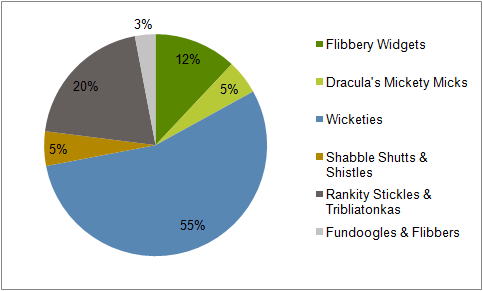 3%
12%
5%
55%
5%
20%
Flibbery Widgets
Dracula's Mickety Micks
Wicketies
Shabble Shutts &
Shistles
Rankity Stickles &
Tribliatonkas
Fundoogles & Flibbers